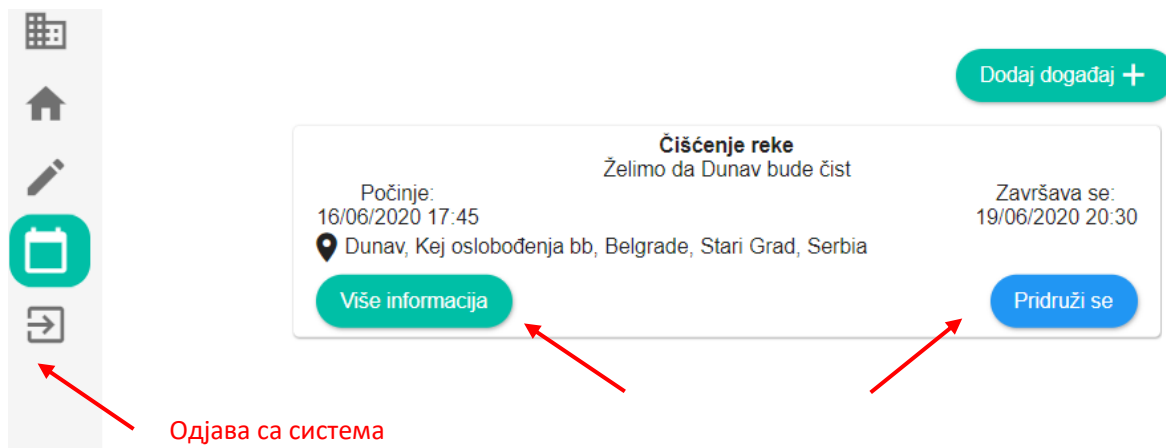 Dodaj događaj +
Čišćenje reke
Želimo da Dunav bude čist
Počinje:
16/06/2020 17:45
Završava se:
19/06/2020 20:30
Dunav, Kej oslobođenja bb, Belgrade, Stari Grad, Serbia
Više informacija
Pridruži se
Одјава са система